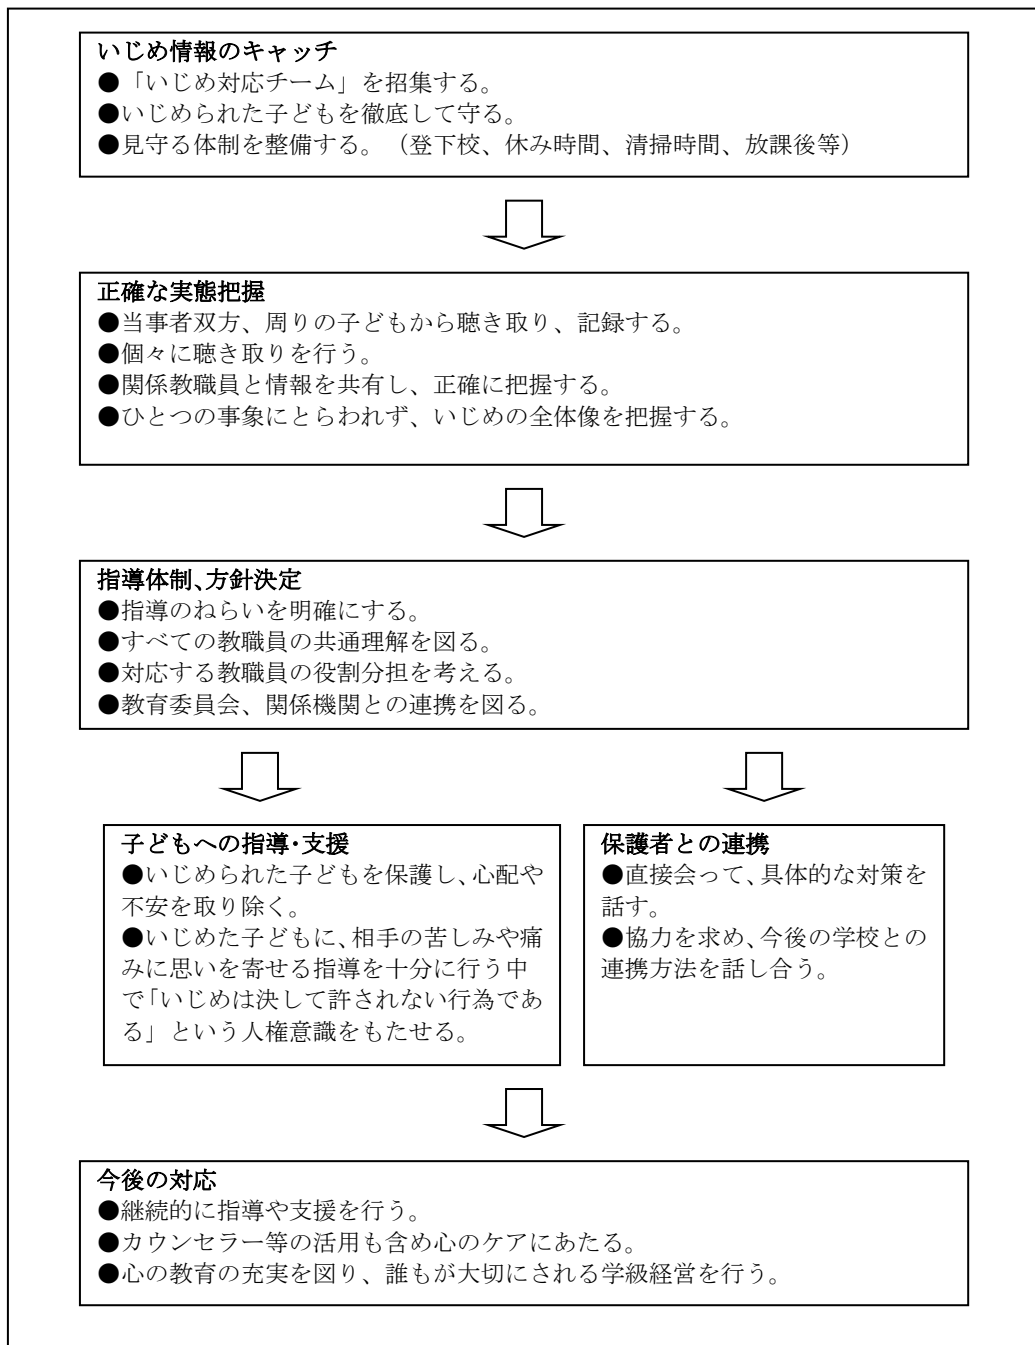 いじめ情報のキャッチ
●「いじめ対応チーム」を招集する。
●いじめられた子どもを徹底して守る。
●見守る体制を整備する。（登下校、休み時間、清掃時間、放課後等）
正確な実態把握
●当事者双方、周りの子どもから聴き取り、記録する。
●個々に聴き取りを行う。
●関係教職員と情報を共有し、正確に把握する。
●ひとつの事象にとらわれず、いじめの全体像を把握する。
指導体制、方針決定
●指導のねらいを明確にする。
●すべての教職員の共通理解を図る。
●対応する教職員の役割分担を考える。
●教育委員会、関係機関との連携を図る。
子どもへの指導・支援
●いじめられた子どもを保護し、心配や
不安を取り除く。
●いじめた子どもに、相手の苦しみや痛
みに思いを寄せる指導を十分に行う中
で「いじめは決して許されない行為であ
る」という人権意識をもたせる。
保護者との連携
●直接会って、具体的な対策を
話す。
●協力を求め、今後の学校との
連携方法を話し合う。
今後の対応
●継続的に指導や支援を行う。
●カウンセラー等の活用も含め心のケアにあたる。
●心の教育の充実を図り、誰もが大切にされる学級経営を行う。